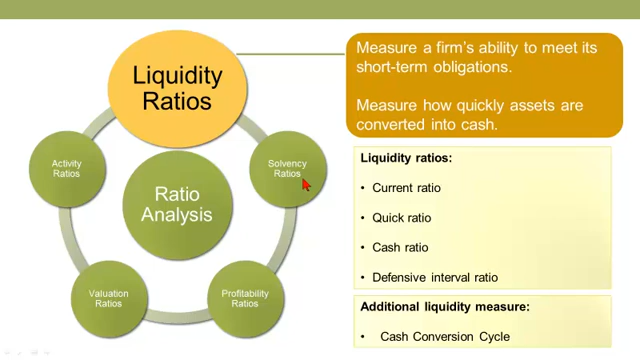 Liquidity
Ratios
Measure a firm's ability to meet its
short-term obligations.
Measure how quickly assets are
converted into cash.
Activity
Ratios
Solvency
Ratios
Ratio
Analysis
Valuation
Ratios
Profitability
Ratios
Liquidity ratios:
• Current ratio
• Quick ratio
• Cash ratio
• Defensive interval ratio
Additional liquidity measure:
• Cash Conversion Cycle